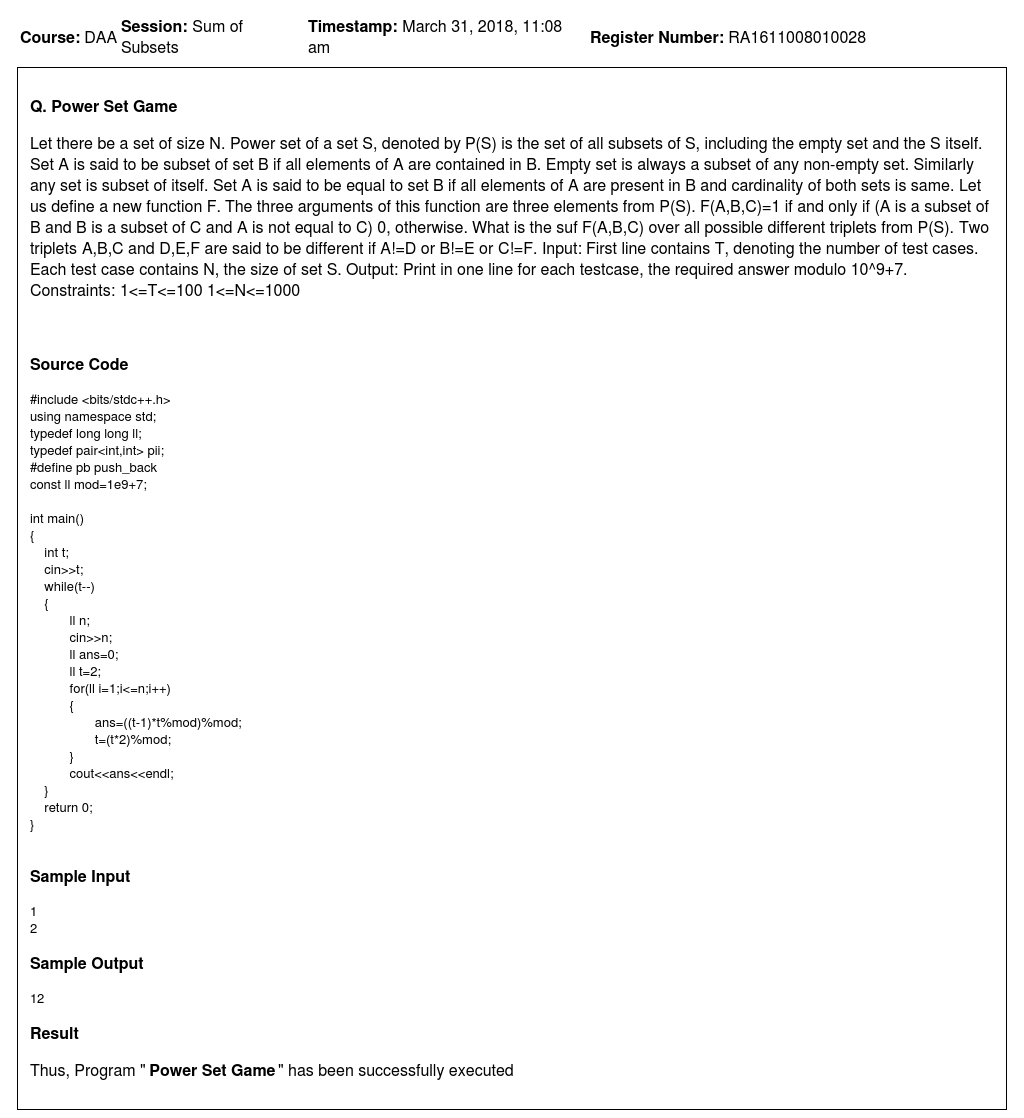 Course: DAA Session: Sum of Subsets Timestamp: March 31, 2018, 11:08 am Register Number: RA1611008010028
Q. Power Set Game
Let there be a set of size N. Power set of a set S, denoted by P(S) is the set of all subsets of S, including the empty set and the S itself.
Set A is said to be subset of set B if all elements of A are contained in B. Empty set is always a subset of any non-empty set. Similarly
any set is subset of itself. Set A is said to be equal to set B if all elements of A are present in B and cardinality of both sets is same. Let
us define a new function F. The three arguments of this function are three elements from P(S). F(A,B,C)=1 if and only if (A is a subset of
B and B is a subset of C and A is not equal to C) 0, otherwise. What is the suf F(A,B,C) over all possible different triplets from P(S). Two
triplets A,B,C and D,E,F are said to be different if A!=D or B!=E or C!=F. Input: First line contains T, denoting the number of test cases.
Each test case contains N, the size of set S. Output: Print in one line for each testcase, the required answer modulo 10^9+7.
Constraints: 1<=T<=100 1<=N<=1000
Source Code
#include <bits/stdc++.h>
using namespace std;
typedef long long ll;
typedef pair<int,int> pii;
#define pb push_back
const ll mod=1e9+7;
int main()
{
int t;
cin>>t;
while(t--)
{
ll n;
cin>>n;
ll ans=0;
ll t=2;
for(ll i=1;i<=n;i++)
{
ans=((t-1)*t%mod)%mod;
t=(t*2)%mod;
}
cout<<ans<<endl;
}
return 0;
}
Sample Input
1
2
Sample Output
12
Result
Thus, Program " Power Set Game " has been successfully executed